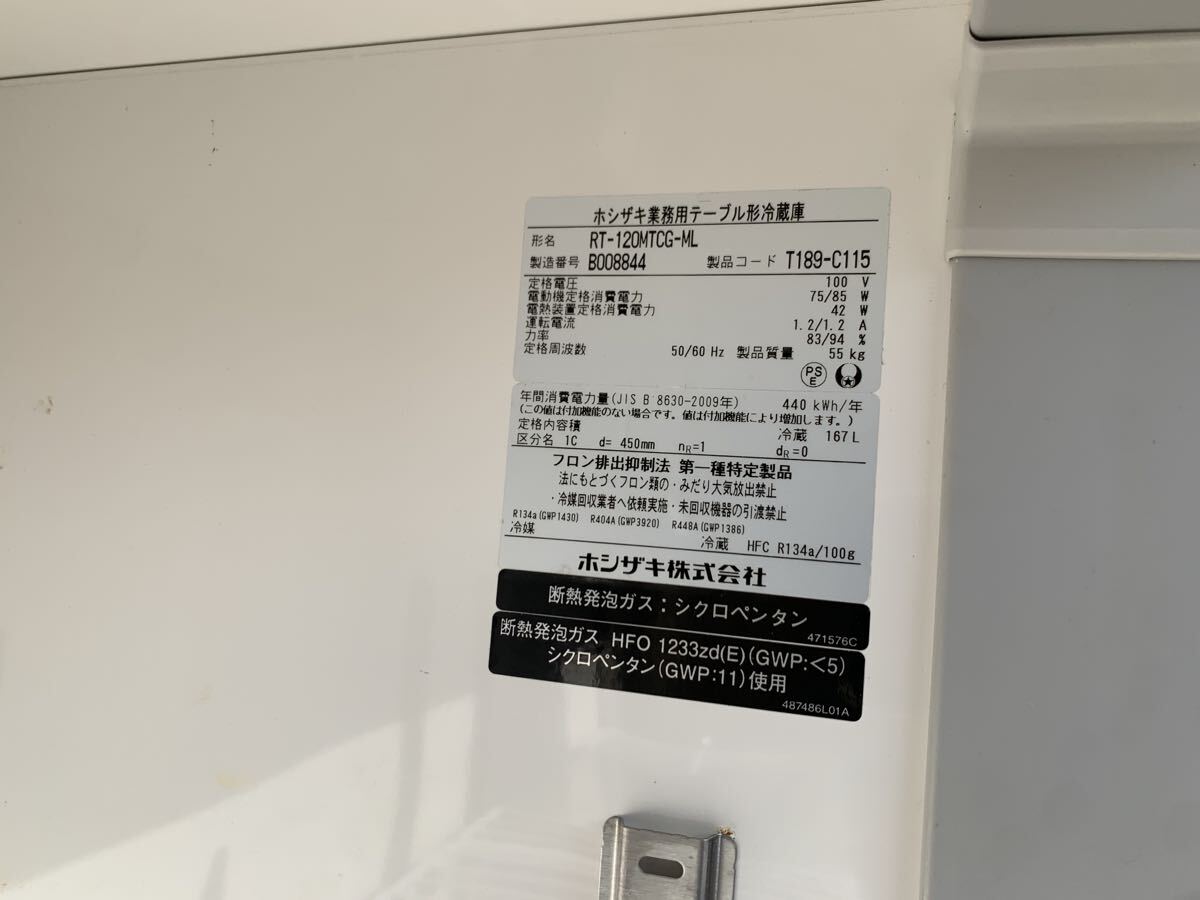 ホシザキ業務用テーブル形冷蔵庫
形名 RT-120MTCG-ML
製造番号 B008844 製品コード T189-C115
定格電圧 100 V
電動機定格消費電力 75/85 W
電熱装置定格消費電力 42 W
運転電流 1.2/1.2 A
力率 83/94 %
定格周波数 50/60 Hz 製品質量 55 kg
PS E
年間消費電力量(JIS B 8630-2009年) 440 kWh/年
(この値は付加機能のない場合です。値は付加機能により増加します。)
定格内容積 冷蔵 167 L
区分名 1C d= 450mm nR=1 dR=0
フロン排出抑制法 第一種特定製品
法にもとづくフロン類の・みだり大気放出禁止
・冷媒回収業者へ依頼実施・未回収機器の引渡禁止
R134a(GWP1430) R404A(GWP3920) R448A(GWP1386)
冷媒 冷蔵 HFC R134a/100g
ホシザキ株式会社
断熱発泡ガス：シクロペンタン
471576C
断熱発泡ガス HFO 1233zd(E)(GWP:<5)
シクロペンタン(GWP:11)使用
487486L01A